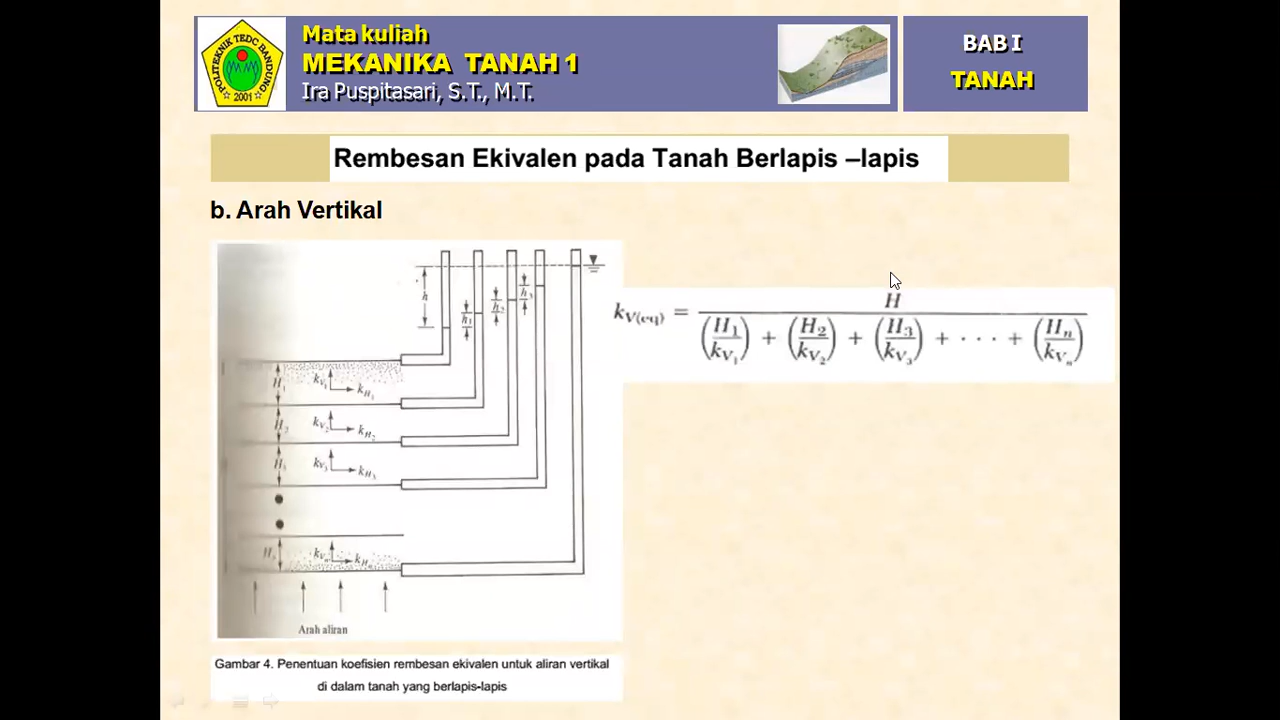 POLITEKNIK TEDC BANDUNG
2001
Mata kuliah
MEKANIKA TANAH 1
Ira Puspitasari, S.T., M.T.
BAB I
TANAH
Rembesan Ekivalen pada Tanah Berlapis –lapis
b. Arah Vertikal
h
h1
h2
h3
H1
kV1
kH1
H2
kV2
kH2
H3
kV3
kH3
kVn
kHn
Arah aliran
kV(eq) = H / ((H1/kV1) + (H2/kV2) + (H3/kV3) + · · · + (Hn/kVn))
Gambar 4. Penentuan koefisien rembesan ekivalen untuk aliran vertikal
di dalam tanah yang berlapis-lapis